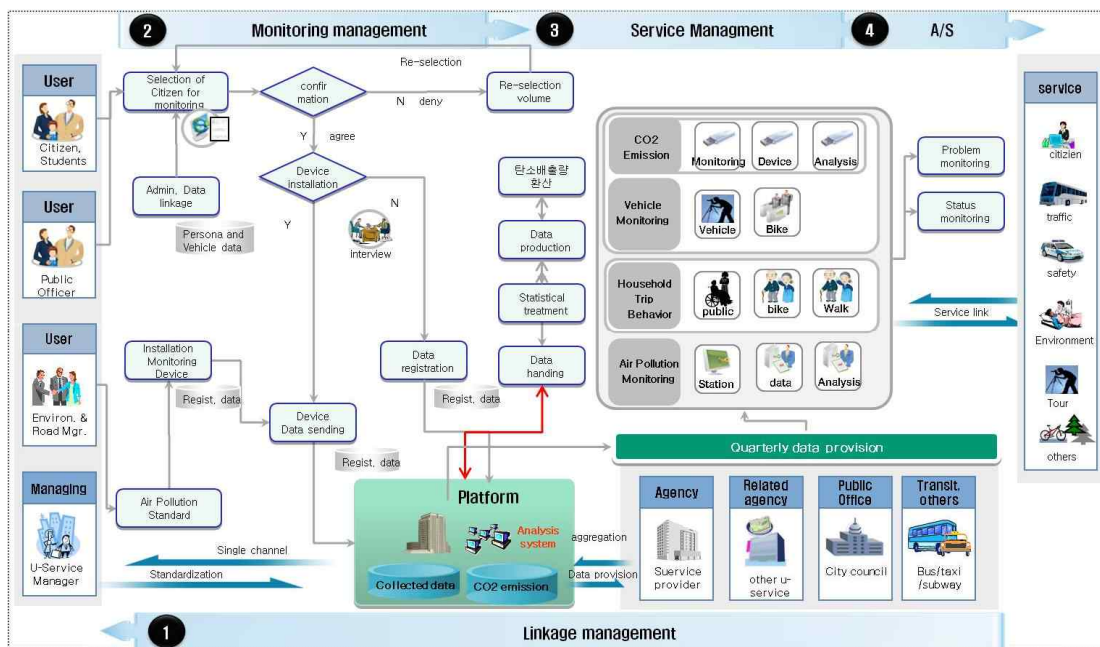 2 Monitoring management
3 Service Managment
4 A/S
User
Citizen,
Students
User
Public
Officer
User
Environ. &
Road Mgr.
Managing
U-Service
Manager
Re-selection
Selection of
Citizen for
monitoring
confir
mation
N deny
Re-selection
volume
Y agree
Device
installation
Admin, Data
linkage
Persona and
Vehicle data
Y
N
interview
Installation
Monitoring
Device
Regist, data
Air Pollution
Standard
Device
Data sending
Regist, data
Data
registration
Regist, data
탄소배출량
환산
Data
production
Statistical
treatment
Data
handing
CO2
Emission
Monitoring
Device
Analysis
Vehicle
Monitoring
Vehicle
Bike
Household
Trip
Behavior
public
bike
Walk
Air Pollution
Monitoring
Station
data
Analysis
Problem
monitoring
Status
monitoring
Service link
service
citizien
traffic
safety
Environment
Tour
others
Quarterly data provision
Platform
Analysis
system
Collected data
CO2 emission
Single channel
Standardization
aggregation
Data provision
Agency
Suervice
provider
Related
agency
other u-
service
Public
Office
City council
Transit.
others
Bus/taxi
/subway
1 Linkage management